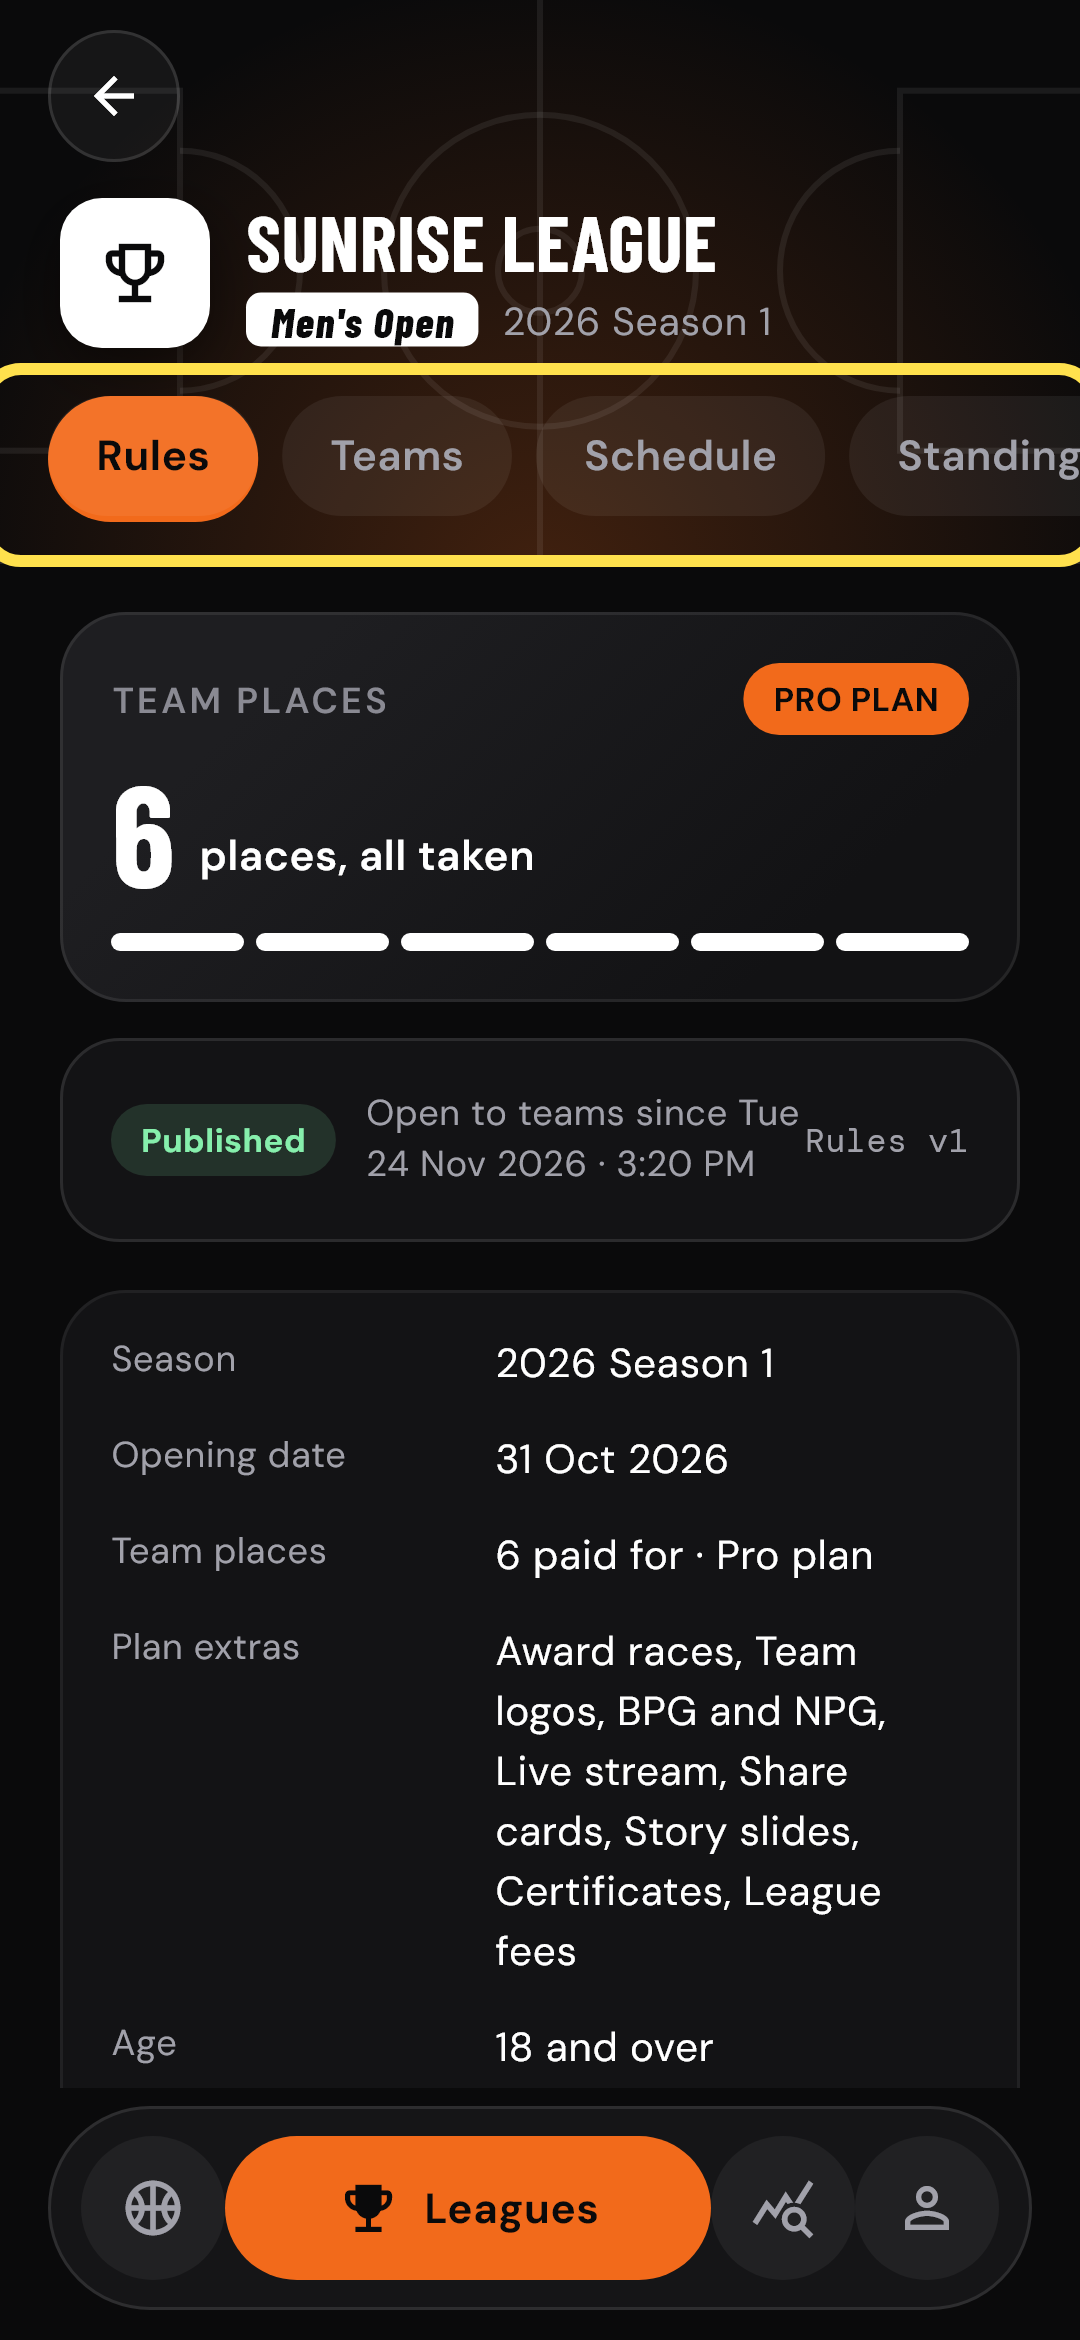 SUNRISE LEAGUE
Men's Open 2026 Season 1
Rules Teams Schedule Standing
TEAM PLACES PRO PLAN
6 places, all taken
Published Open to teams since Tue 24 Nov 2026 · 3:20 PM Rules v1
Season 2026 Season 1
Opening date 31 Oct 2026
Team places 6 paid for · Pro plan
Plan extras Award races, Team
logos, BPG and NPG,
Live stream, Share
cards, Story slides,
Certificates, League
fees
Age 18 and over
Leagues